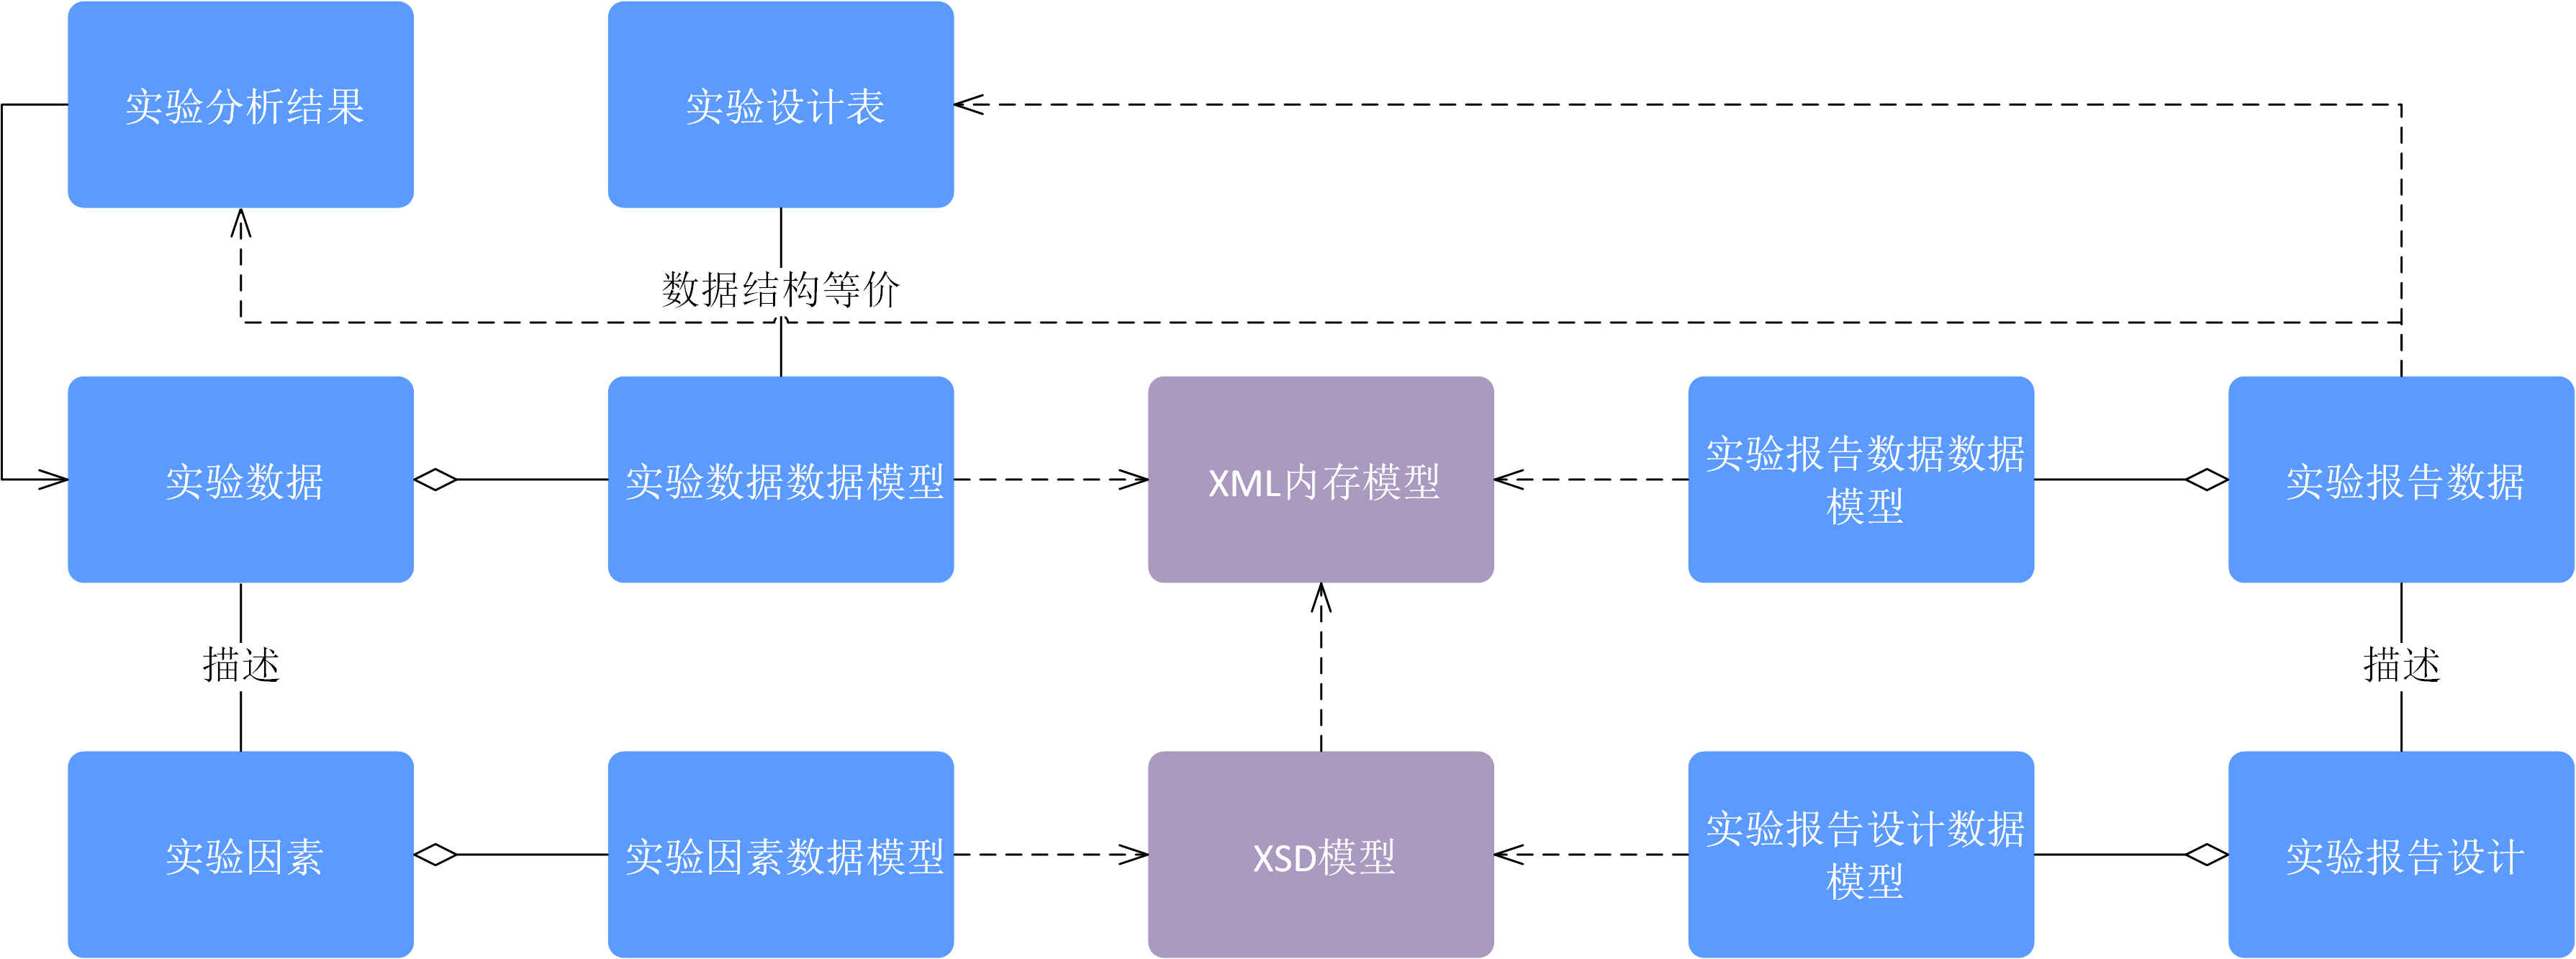 实验分析结果
实验设计表
数据结构等价
实验数据
实验数据数据模型
XML内存模型
实验报告数据数据
模型
实验报告数据
描述
描述
实验因素
实验因素数据模型
XSD模型
实验报告设计数据
模型
实验报告设计